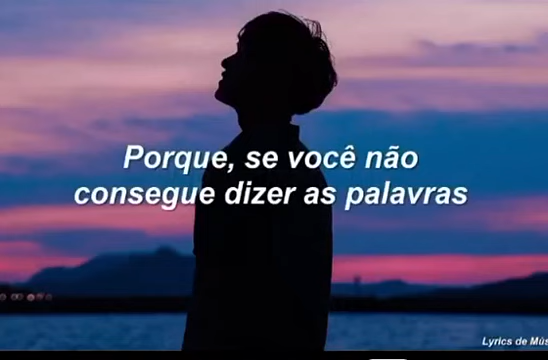 Porque, se você não
consegue dizer as palavras
Lyrics de Mús